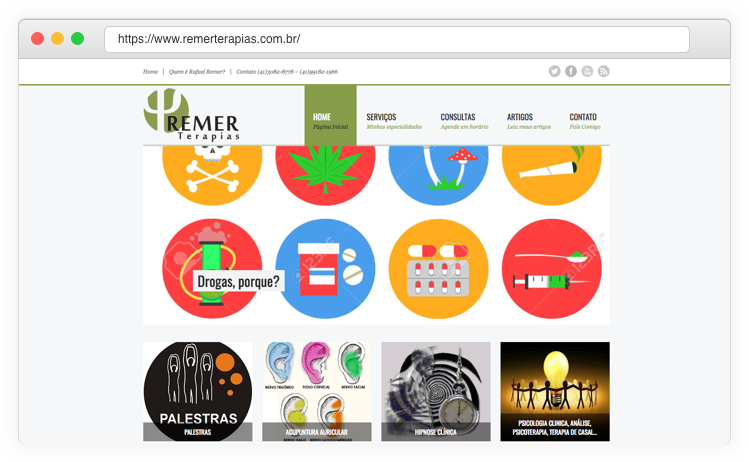 https://www.remerterapias.com.br/
Home | Quem é Rafael Remer? | Contato (41)3082-8778 – (41)99182-1966
REMER
Terapias
HOME
Página Inicial
SERVIÇOS
Minhas especialidades
CONSULTAS
Agende um horário
ARTIGOS
Leia meus artigos
CONTATO
Fale Comigo
Drogas, porque?
PALESTRAS
PALESTRAS
NERVO TRIGÊMIO
PLEXO CERVICAL
NERVO FACIAL
ACUPUNTURA AURICULAR
HIPNOSE CLÍNICA
PSICOLOGIA CLINICA, ANÁLISE,
PSICOTERAPIA, TERAPIA DE CASAL...